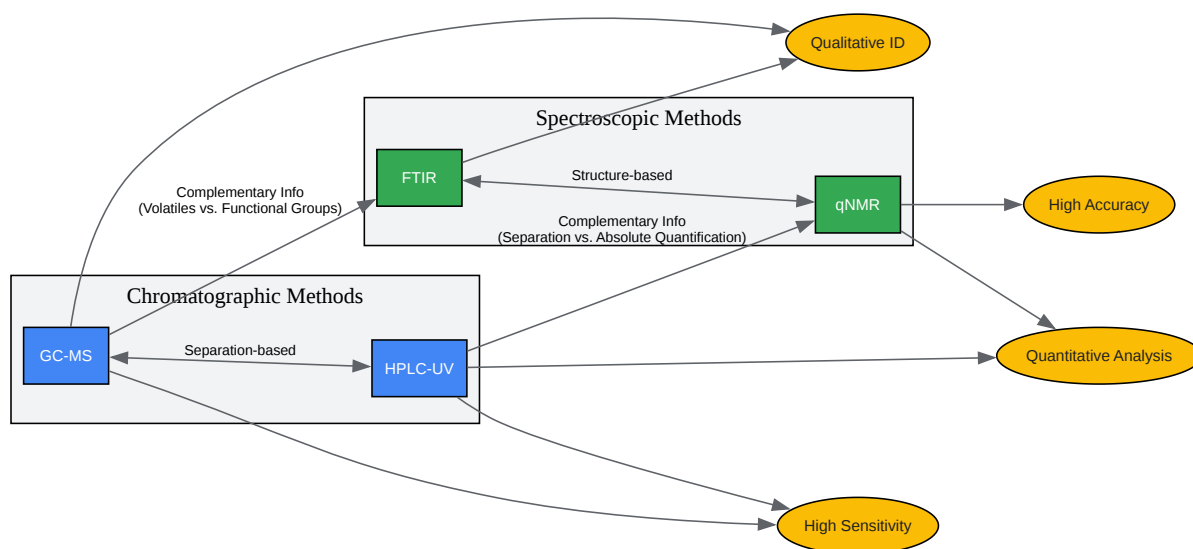 Qualitative ID
Spectroscopic Methods
FTIR
Structure-based
qNMR
Complementary Info
(Volatiles vs. Functional Groups)
High Accuracy
Complementary Info
(Separation vs. Absolute Quantification)
Chromatographic Methods
GC-MS
Separation-based
HPLC-UV
Quantitative Analysis
High Sensitivity